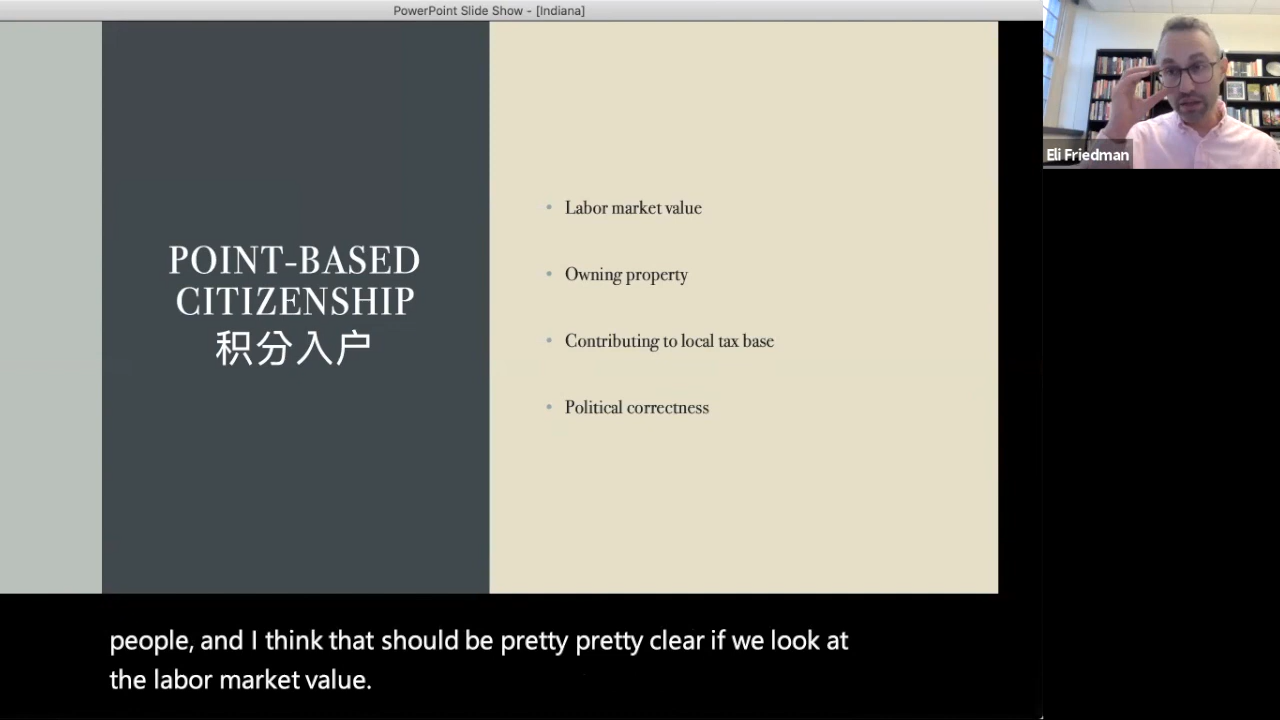 PowerPoint Slide Show - [Indiana]
POINT-BASED
CITIZENSHIP
积分入户
• Labor market value
• Owning property
• Contributing to local tax base
• Political correctness
Eli Friedman
people, and I think that should be pretty pretty clear if we look at
the labor market value.